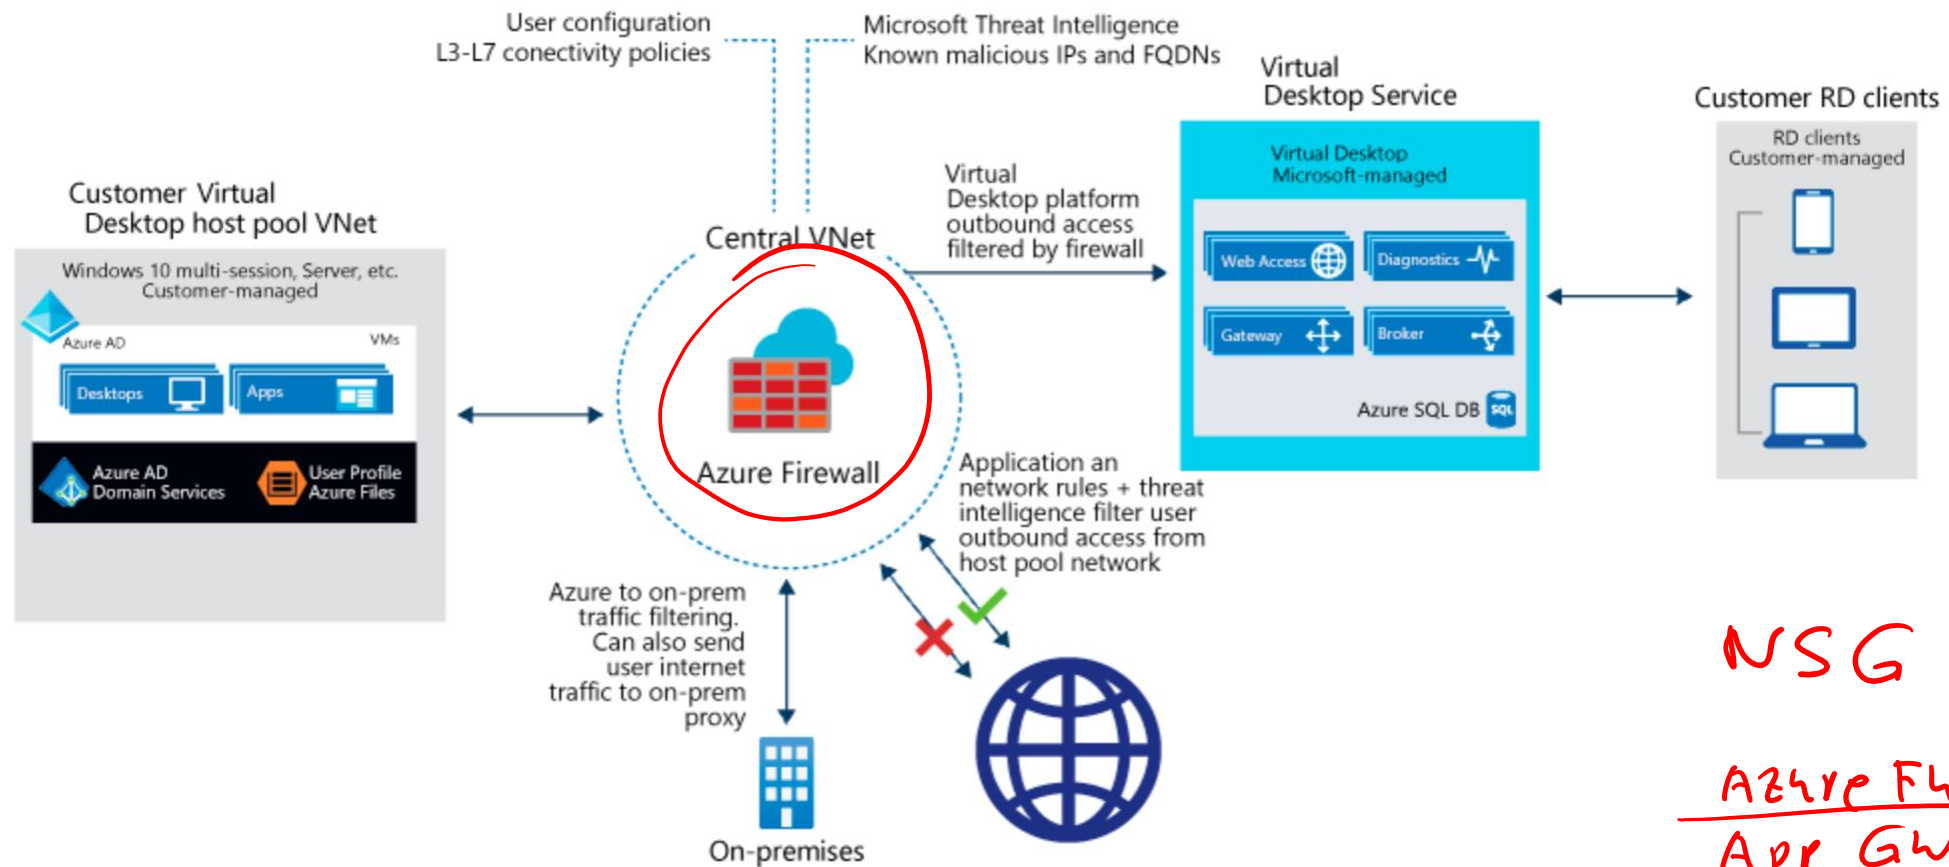 User configuration
L3-L7 conectivity policies
Microsoft Threat Intelligence
Known malicious IPs and FQDNs
Virtual
Desktop Service
Customer RD clients
RD clients
Customer-managed
Virtual Desktop
Microsoft-managed
Web Access
Diagnostics
Gateway
Broker
Azure SQL DB
SQL
Virtual
Desktop platform
outbound access
filtered by firewall
Customer Virtual
Desktop host pool VNet
Windows 10 multi-session, Server, etc.
Customer-managed
Azure AD
VMs
Desktops
Apps
Azure AD
Domain Services
User Profile
Azure Files
Central VNet
Azure Firewall
Application an
network rules + threat
intelligence filter user
outbound access from
host pool network
Azure to on-prem
traffic filtering.
Can also send
user internet
traffic to on-prem
proxy
On-premises
NSG
Azure
App GW